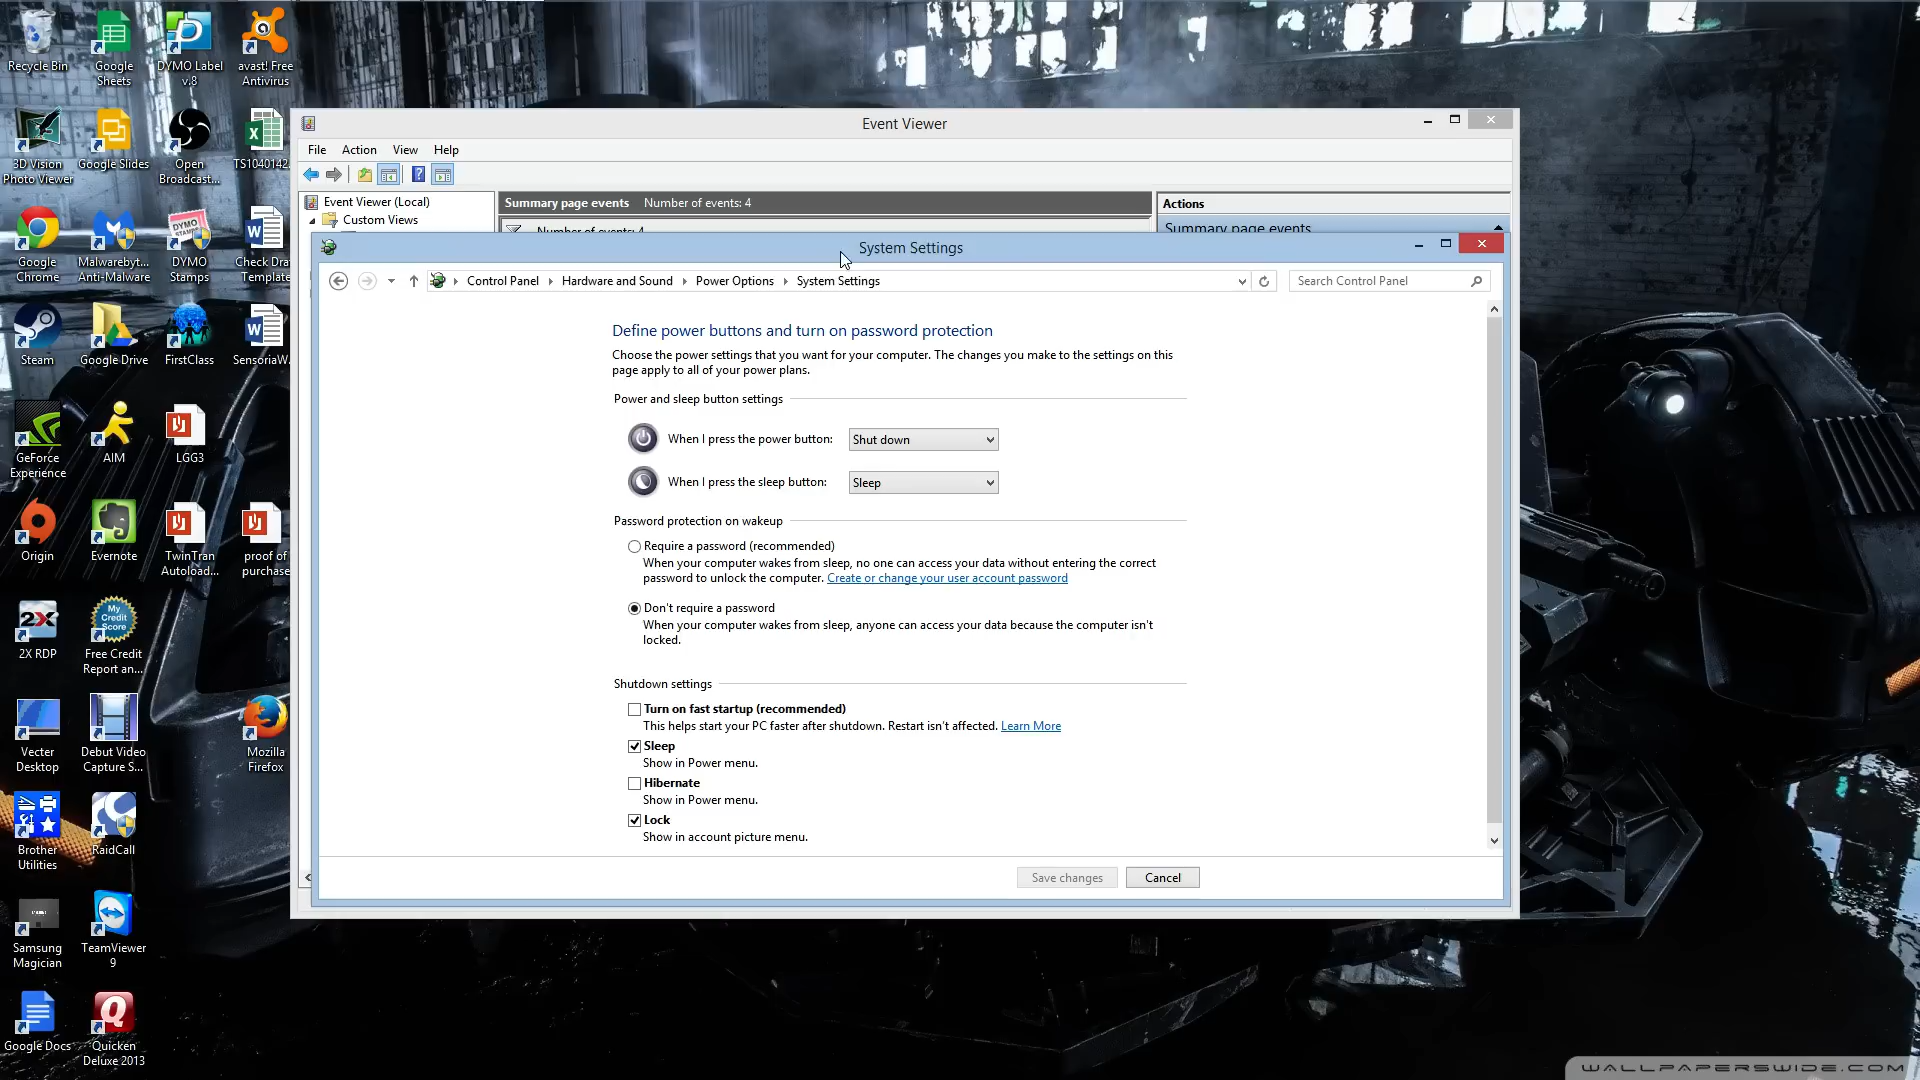 Recycle Bin
Google
Sheets
DYMO Label
v.8
avast! Free
Antivirus
3D Vision
Photo Viewer
Google Slides
Open
Broadcast...
TS1040142...
Google
Chrome
Malwarebyt...
Anti-Malware
DYMO
STAMPS
DYMO
Stamps
Check Dra
Template
Steam
Google Drive
FirstClass
SensoriaW...
GeForce
Experience
AIM
LGG3
Origin
Evernote
TwinTran
Autoload...
proof of
purchase
2X
2X RDP
My
Credit
Score
Free Credit
Report an...
Vecter
Desktop
Debut Video
Capture S...
Mozilla
Firefox
Brother
Utilities
RaidCall
Samsung
Magician
TeamViewer
9
Google Docs
Quicken
Deluxe 2013
Event Viewer
File Action View Help
Event Viewer (Local)
Custom Views
Summary page events Number of events: 4
Number of events: 4
Actions
Summary page events
System Settings
Control Panel Hardware and Sound Power Options System Settings
Search Control Panel
Define power buttons and turn on password protection
Choose the power settings that you want for your computer. The changes you make to the settings on this
page apply to all of your power plans.
Power and sleep button settings
When I press the power button: Shut down
When I press the sleep button: Sleep
Password protection on wakeup
Require a password (recommended)
When your computer wakes from sleep, no one can access your data without entering the correct
password to unlock the computer. Create or change your user account password
Don't require a password
When your computer wakes from sleep, anyone can access your data because the computer isn't
locked.
Shutdown settings
Turn on fast startup (recommended)
This helps start your PC faster after shutdown. Restart isn't affected. Learn More
Sleep
Show in Power menu.
Hibernate
Show in Power menu.
Lock
Show in account picture menu.
Save changes Cancel
WALLPAPERSWIDE.COM